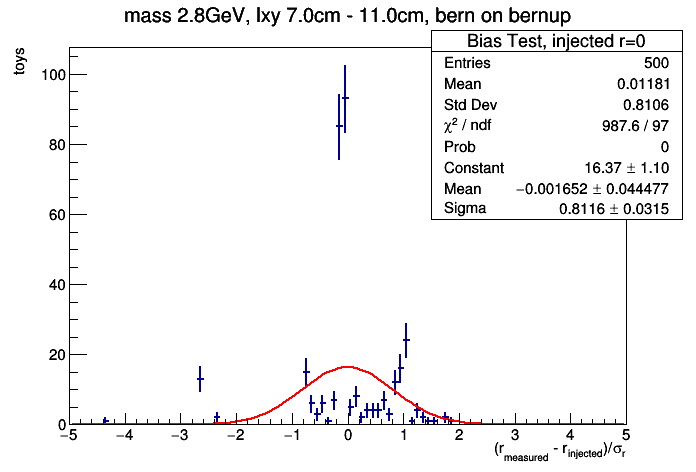 mass 2.8GeV, lxy 7.0cm - 11.0cm, bern on bernup
Bias Test, injected r=0
Entries 500
Mean 0.01181
Std Dev 0.8106
χ² / ndf 987.6 / 97
Prob 0
Constant 16.37 ± 1.10
Mean −0.001652 ± 0.044477
Sigma 0.8116 ± 0.0315
toys
100
80
60
40
20
0
−5 −4 −3 −2 −1 0 1 2 3 4 5
(r_measured - r_injected)/σ_r